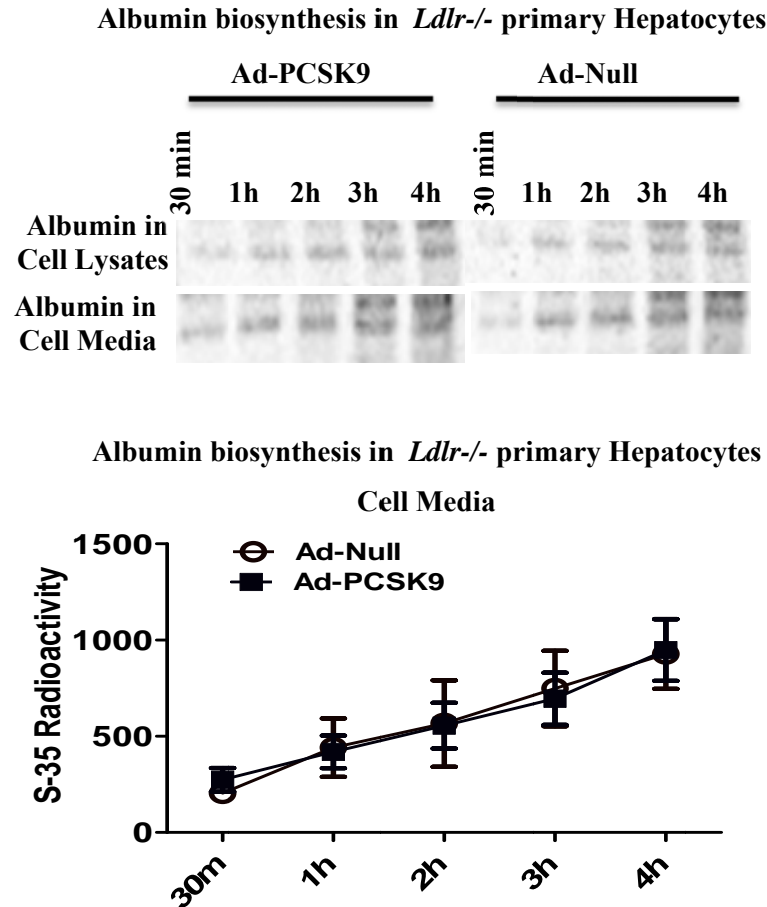 Albumin biosynthesis in Ldlr-/- primary Hepatocytes
Ad-PCSK9 Ad-Null
30 min 1h 2h 3h 4h 30 min 1h 2h 3h 4h
Albumin in
Cell Lysates
Albumin in
Cell Media
Albumin biosynthesis in Ldlr-/- primary Hepatocytes
Cell Media
Ad-Null
Ad-PCSK9
S-35 Radioactivity
1500
1000
500
0
30m 1h 2h 3h 4h